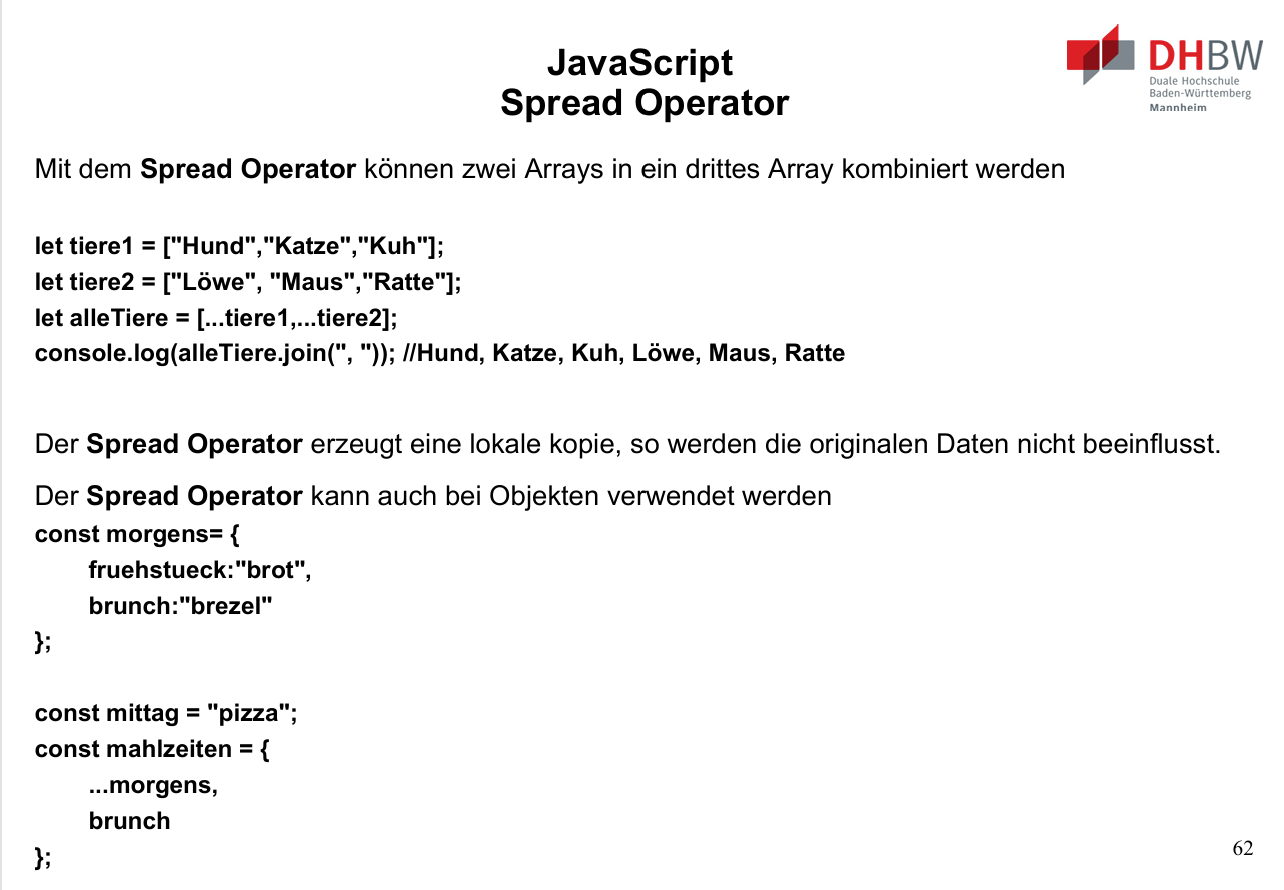 JavaScript
Spread Operator
DHBW
Duale Hochschule
Baden-Württemberg
Mannheim
Mit dem Spread Operator können zwei Arrays in ein drittes Array kombiniert werden
let tiere1 = ["Hund","Katze","Kuh"];
let tiere2 = ["Löwe", "Maus","Ratte"];
let alleTiere = [...tiere1,...tiere2];
console.log(alleTiere.join(", ")); //Hund, Katze, Kuh, Löwe, Maus, Ratte
Der Spread Operator erzeugt eine lokale kopie, so werden die originalen Daten nicht beeinflusst.
Der Spread Operator kann auch bei Objekten verwendet werden
const morgens= {
fruehstueck:"brot",
brunch:"brezel"
};
const mittag = "pizza";
const mahlzeiten = {
...morgens,
brunch
};
62